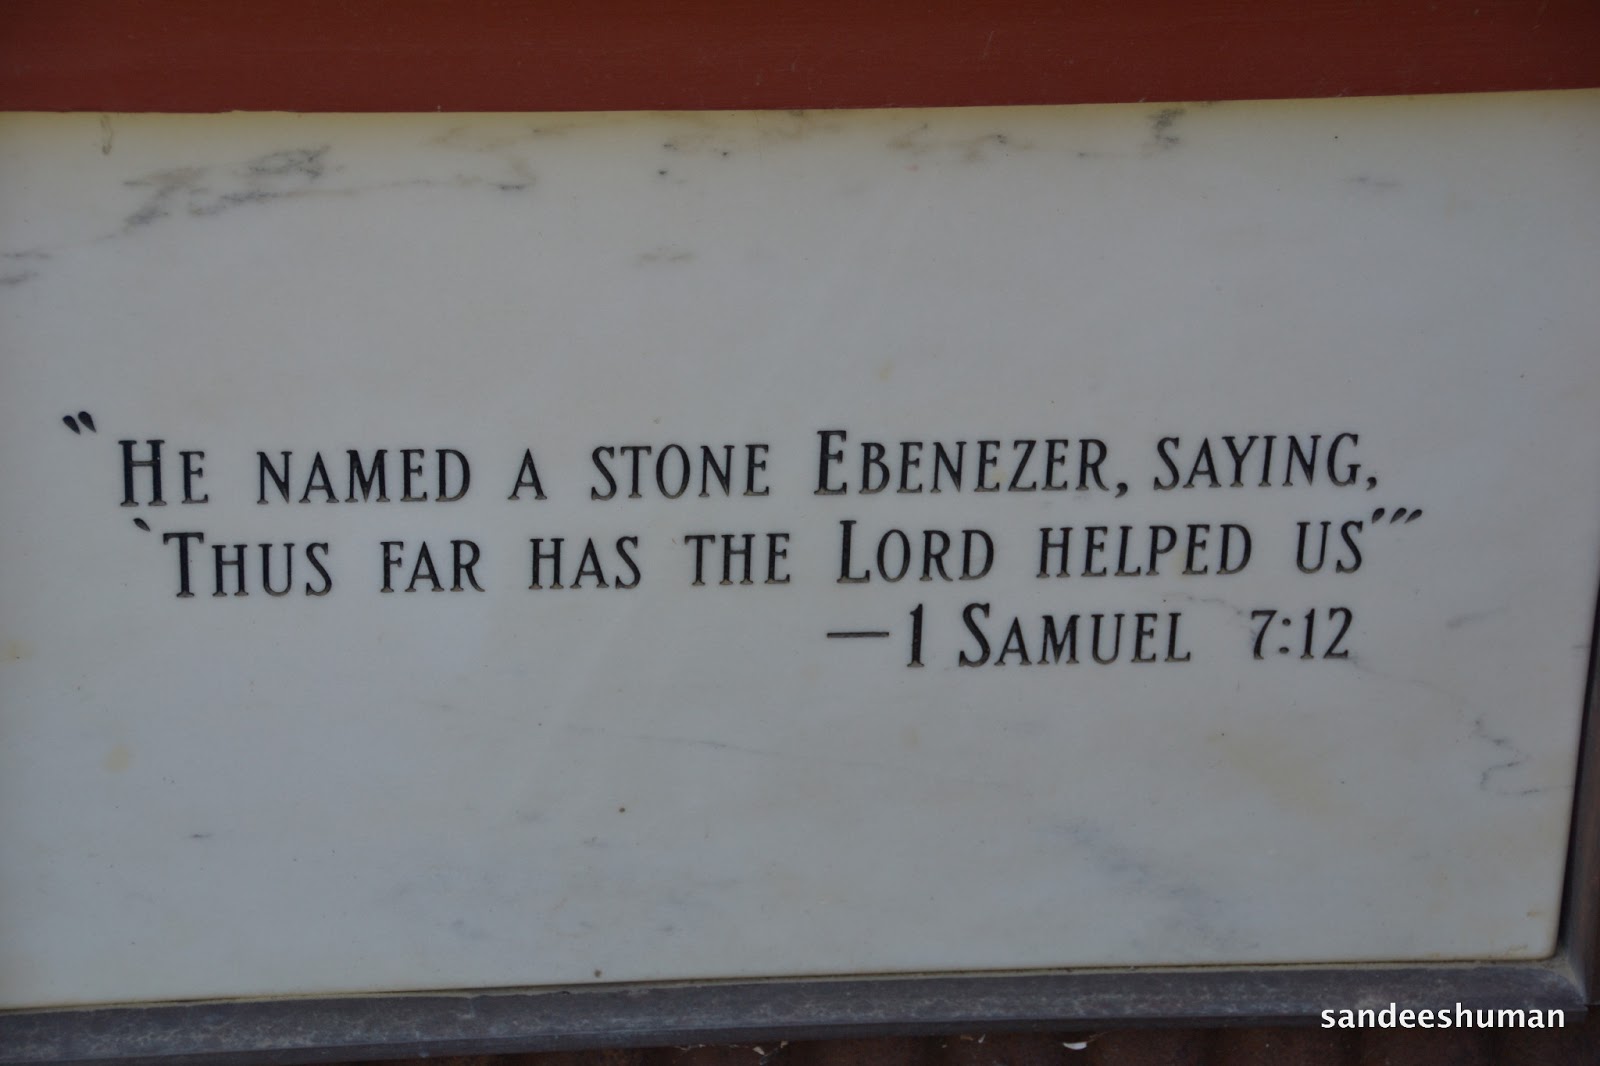 "He named a stone Ebenezer, saying,
`Thus far has the Lord helped us'"
—1 Samuel 7:12
sandeeshuman